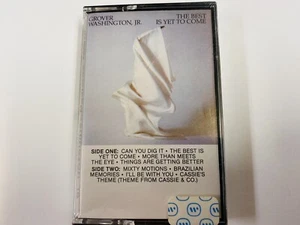 GROVER
WASHINGTON, JR.
THE BEST
IS YET TO COME
SIDE ONE: CAN YOU DIG IT • THE BEST IS
YET TO COME • MORE THAN MEETS
THE EYE • THINGS ARE GETTING BETTER
SIDE TWO: MIXTY MOTIONS • BRAZILIAN
MEMORIES • I'LL BE WITH YOU • CASSIE'S
THEME (THEME FROM CASSIE & CO.)